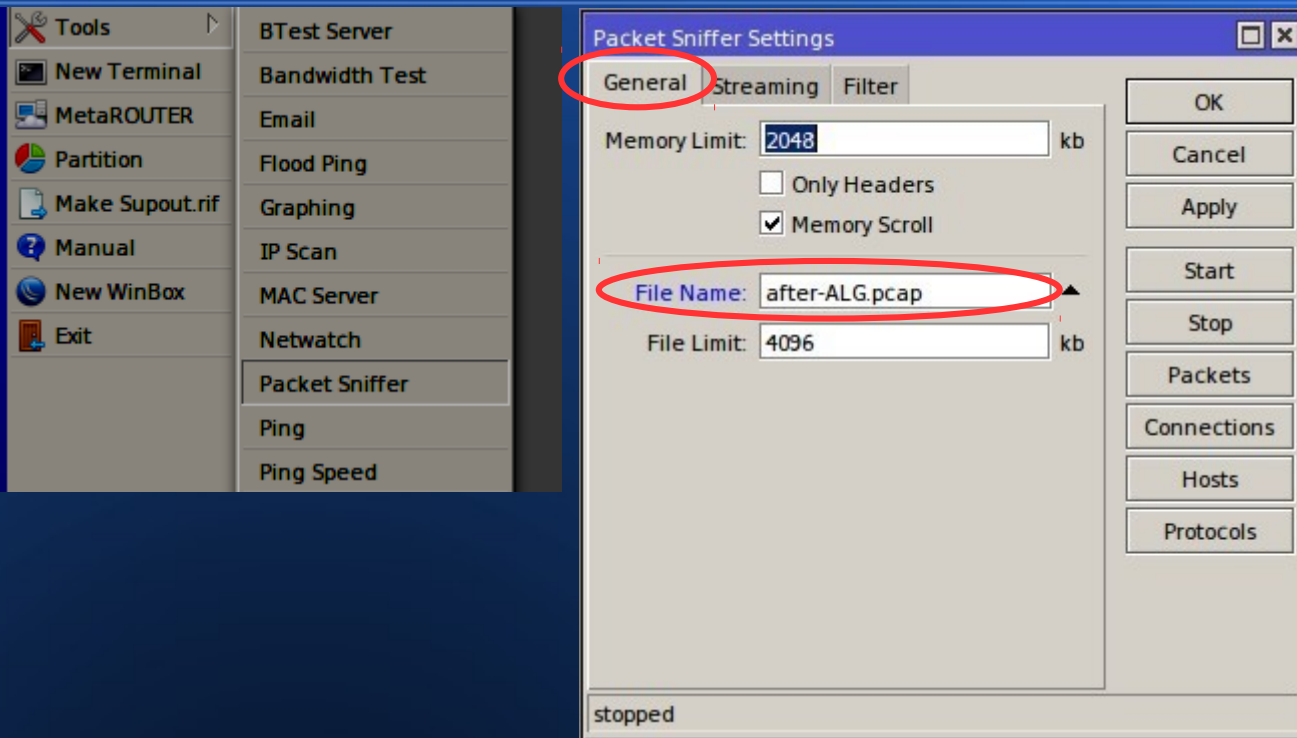 Tools
New Terminal
MetaROUTER
Partition
Make Supout.rif
Manual
New WinBox
Exit
BTest Server
Bandwidth Test
Email
Flood Ping
Graphing
IP Scan
MAC Server
Netwatch
Packet Sniffer
Ping
Ping Speed
Packet Sniffer Settings
General Streaming Filter
Memory Limit: 2048 kb
Only Headers
Memory Scroll
File Name: after-ALG.pcap
File Limit: 4096 kb
OK
Cancel
Apply
Start
Stop
Packets
Connections
Hosts
Protocols
stopped